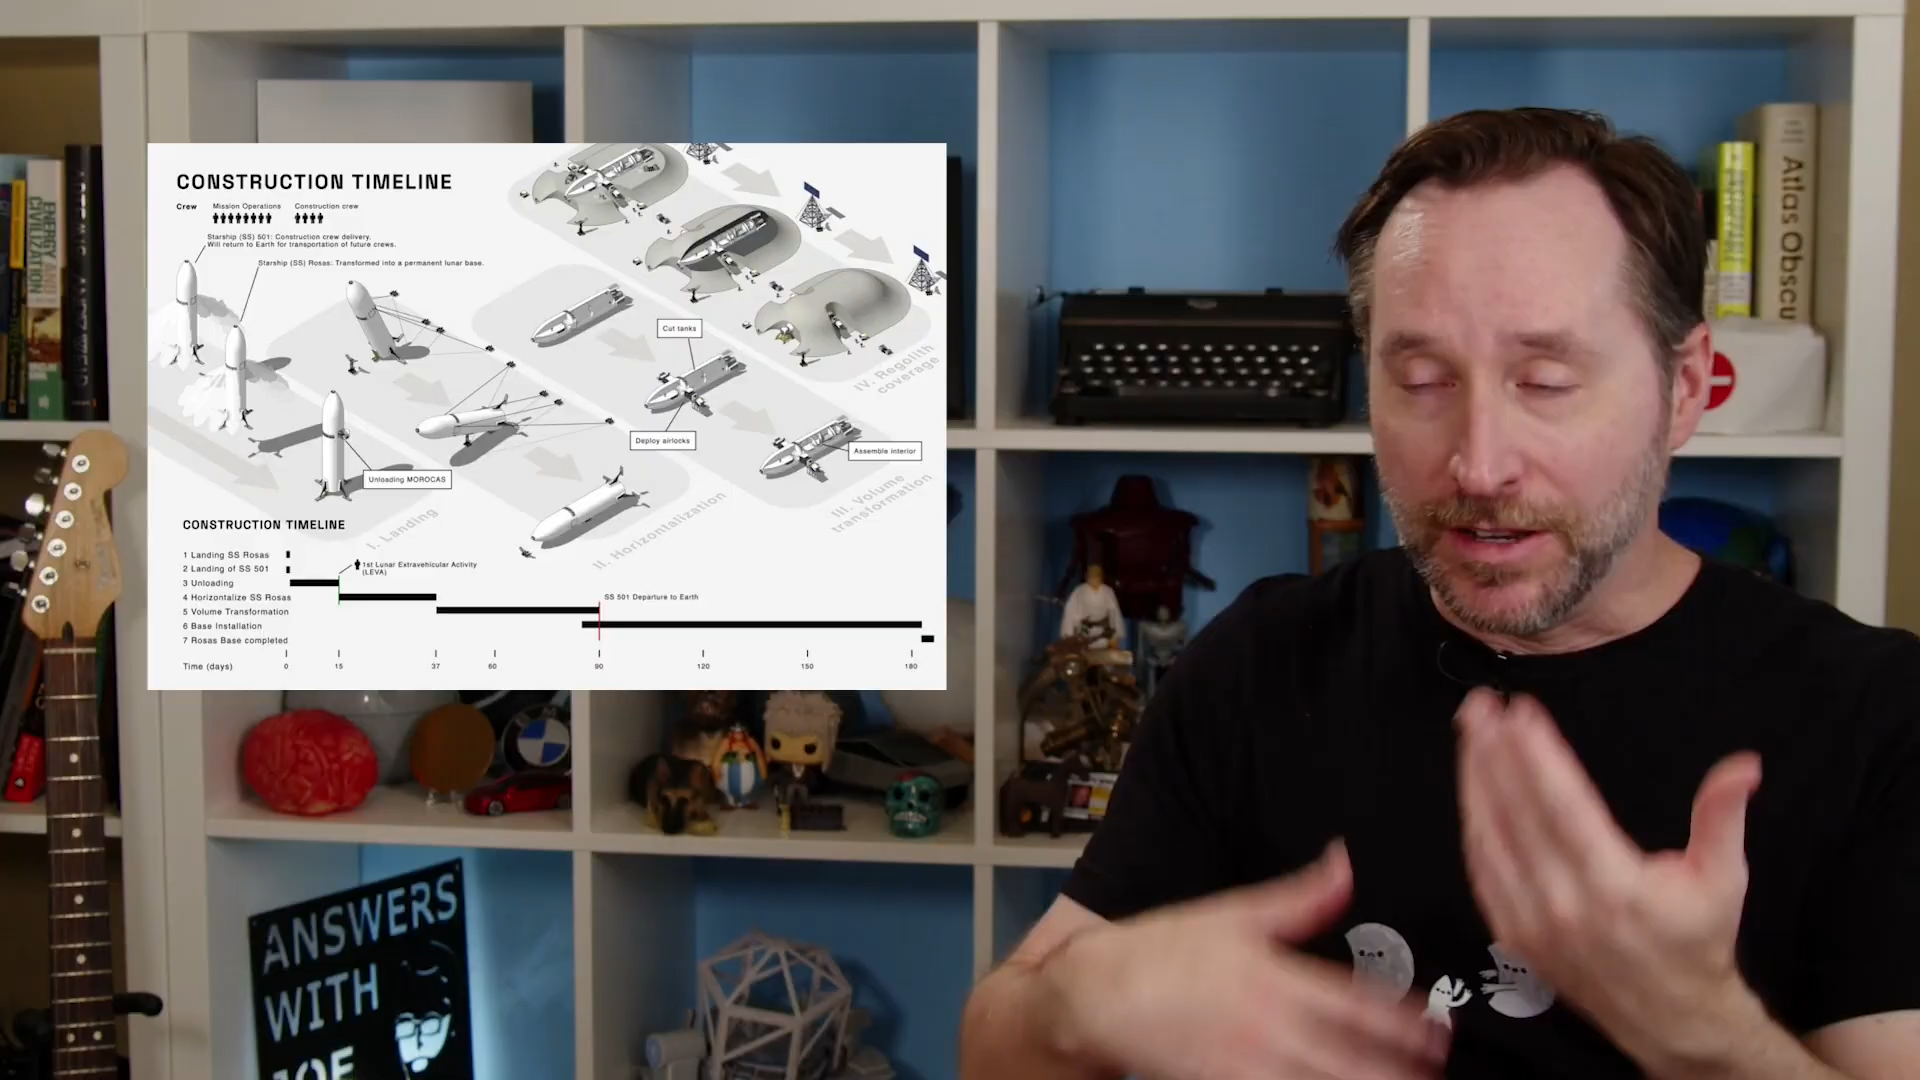 CONSTRUCTION TIMELINE
Crew
Mission Operations
Construction crew
Starship (SS) 501: Construction crew delivery.
Will return to Earth for transportation of future crews.
Starship (SS) Rosas: Transformed into a permanent lunar base.
Cut tanks
Deploy airlocks
Assemble interior
Unloading MOROCAS
I. Landing
II. Horizontalization
III. Volume
transformation
IV. Regolith
coverage
CONSTRUCTION TIMELINE
1 Landing SS Rosas
2 Landing of SS 501
3 Unloading
4 Horizontalize SS Rosas
5 Volume Transformation
6 Base Installation
7 Rosas Base completed
1st Lunar Extravehicular Activity
(LEVA)
SS 501 Departure to Earth
Time (days)
0 15 37 60 90 120 150 180
ENERGY AND
CIVILIZATION
Atlas Obscu
ANSWERS
WITH
JOE